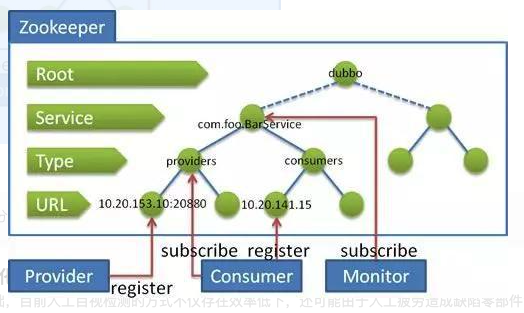 Zookeeper
Root
dubbo
Service
com.foo.BarService
Type
providers
consumers
URL
10.20.153.10:20880
10.20.141.15
subscribe register
subscribe
Provider
Consumer
Monitor
register
目前人工目视检测的方式不仅存在效率低下，还可能由于人工疲劳造成缺陷零部件